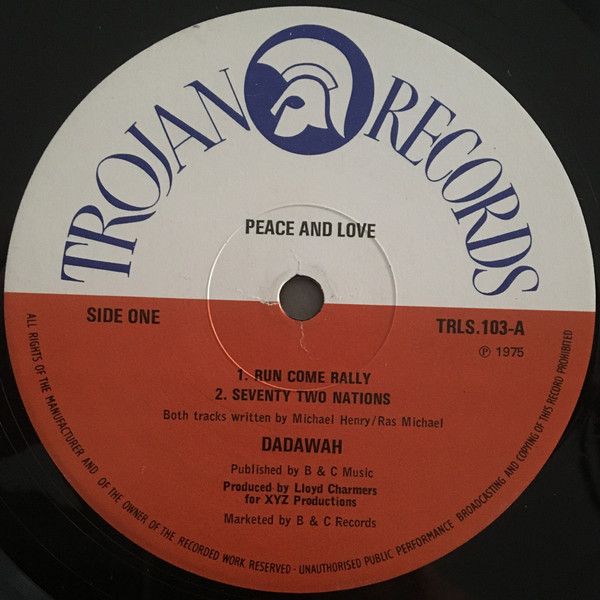 TROJAN RECORDS
PEACE AND LOVE
SIDE ONE
TRLS.103-A
Ⓟ 1975
1. RUN COME RALLY
2. SEVENTY TWO NATIONS
Both tracks written by Michael Henry/Ras Michael
DADAWAH
Published by B & C Music
Produced by Lloyd Charmers
for XYZ Productions
Marketed by B & C Records
ALL RIGHTS OF THE MANUFACTURER AND OF THE OWNER OF THE RECORDED WORK RESERVED · UNAUTHORISED PUBLIC PERFORMANCE BROADCASTING AND COPYING OF THIS RECORD PROHIBITED